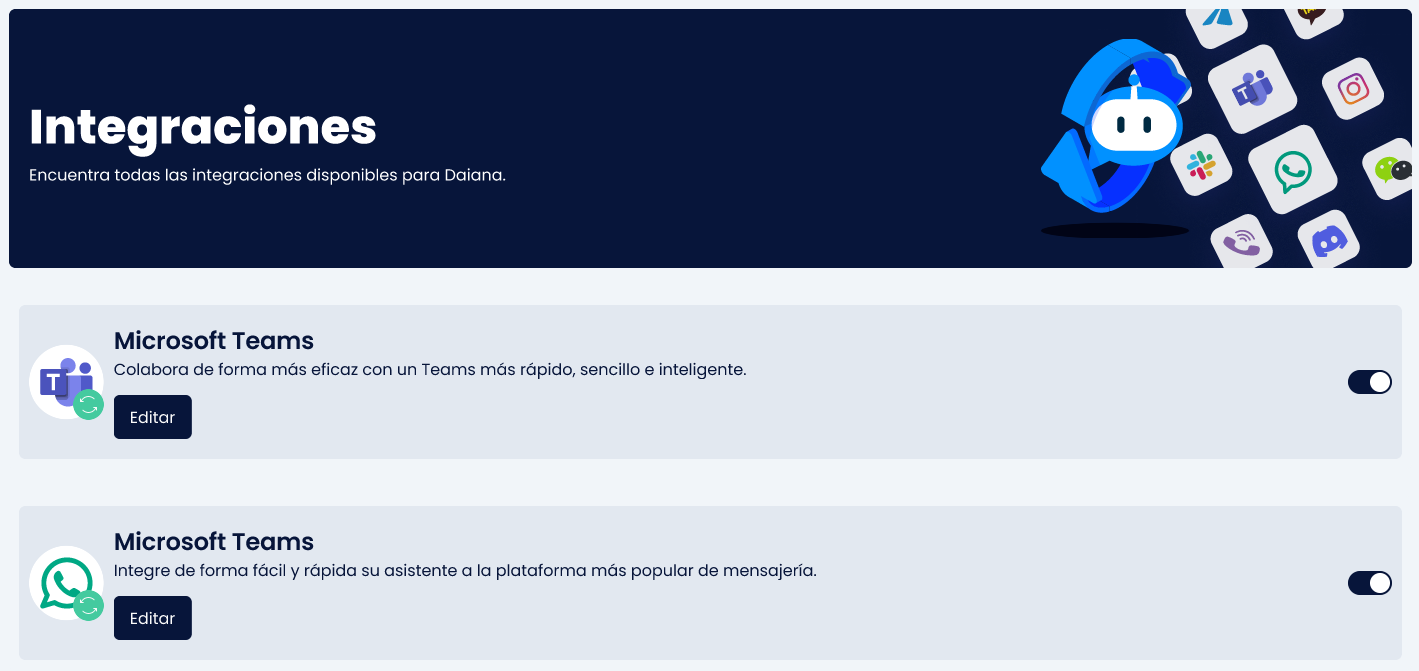 Integraciones
Encuentra todas las integraciones disponibles para Daiana.
Microsoft Teams
Colabora de forma más eficaz con un Teams más rápido, sencillo e inteligente.
T
Editar
Microsoft Teams
Integre de forma fácil y rápida su asistente a la plataforma más popular de mensajería.
Editar